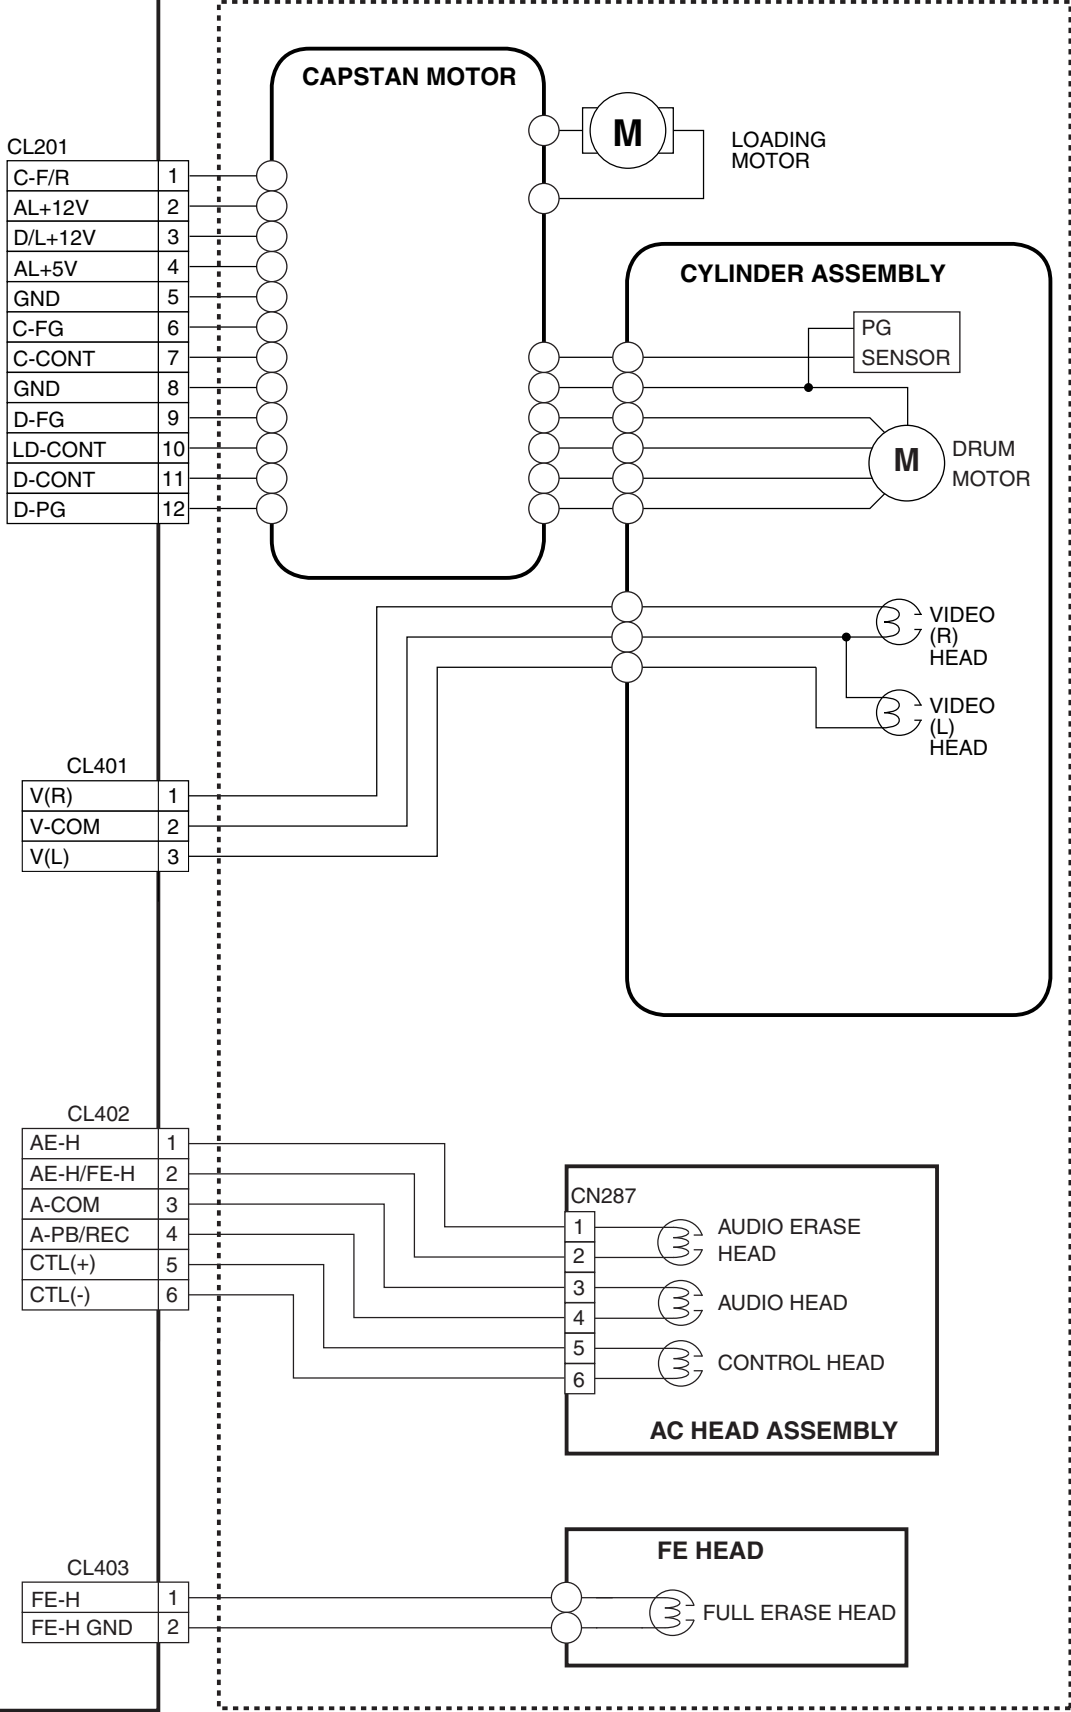 CAPSTAN MOTOR
M
LOADING
MOTOR
CL201
C-F/R 1
AL+12V 2
D/L+12V 3
AL+5V 4
GND 5
C-FG 6
C-CONT 7
GND 8
D-FG 9
LD-CONT 10
D-CONT 11
D-PG 12
CYLINDER ASSEMBLY
PG
SENSOR
M
DRUM
MOTOR
VIDEO
(R)
HEAD
VIDEO
(L)
HEAD
CL401
V(R) 1
V-COM 2
V(L) 3
CL402
AE-H 1
AE-H/FE-H 2
A-COM 3
A-PB/REC 4
CTL(+) 5
CTL(-) 6
CN287
1
2
3
4
5
6
AUDIO ERASE
HEAD
AUDIO HEAD
CONTROL HEAD
AC HEAD ASSEMBLY
CL403
FE-H 1
FE-H GND 2
FE HEAD
FULL ERASE HEAD